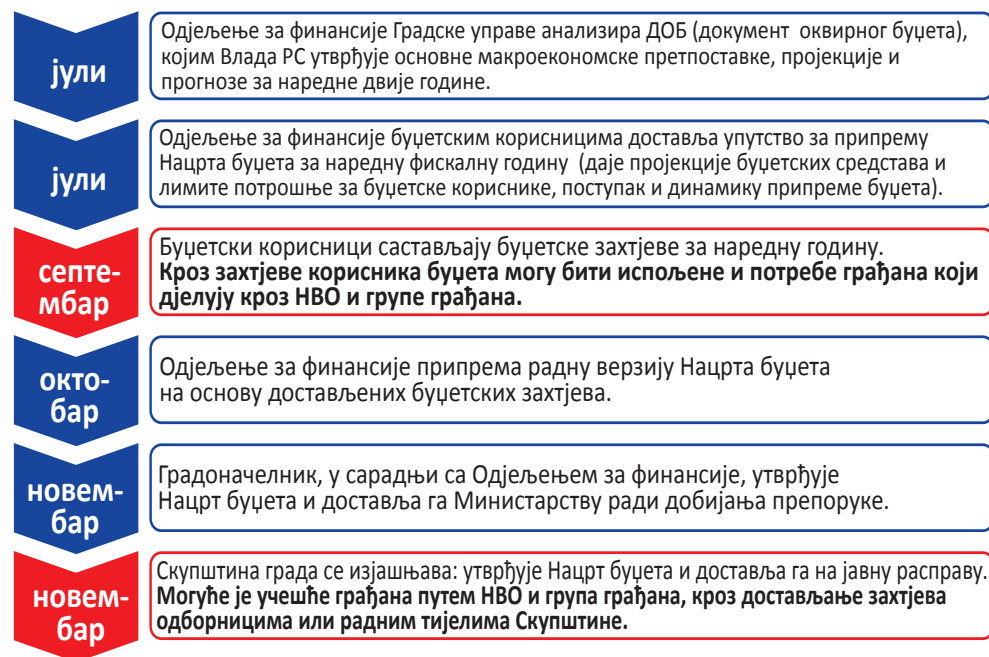 јули
Одјељење за финансије Градске управе анализира ДОБ (документ оквирног буџета),
којим Влада РС утврђује основне макроекономске претпоставке, пројекције и
прогнозе за наредне двије године.
јули
Одјељење за финансије буџетским корисницима доставља упутство за припрему
Нацрта буџета за наредну фискалну годину (даје пројекције буџетских средстава и
лимите потрошње за буџетске кориснике, поступак и динамику припреме буџета).
септе-
мбар
Буџетски корисници састављају буџетске захтјеве за наредну годину.
Кроз захтјеве корисника буџета могу бити испољене и потребе грађана који
дјелују кроз НВО и групе грађана.
окто-
бар
Одјељење за финансије припрема радну верзију Нацрта буџета
на основу достављених буџетских захтјева.
новем-
бар
Градоначелник, у сарадњи са Одјељењем за финансије, утврђује
Нацрт буџета и доставља га Министарству ради добијања препоруке.
новем-
бар
Скупштина града се изјашњава: утврђује Нацрт буџета и доставља га на јавну расправу.
Могуће је учешће грађана путем НВО и група грађана, кроз достављање захтјева
одборницима или радним тијелима Скупштине.